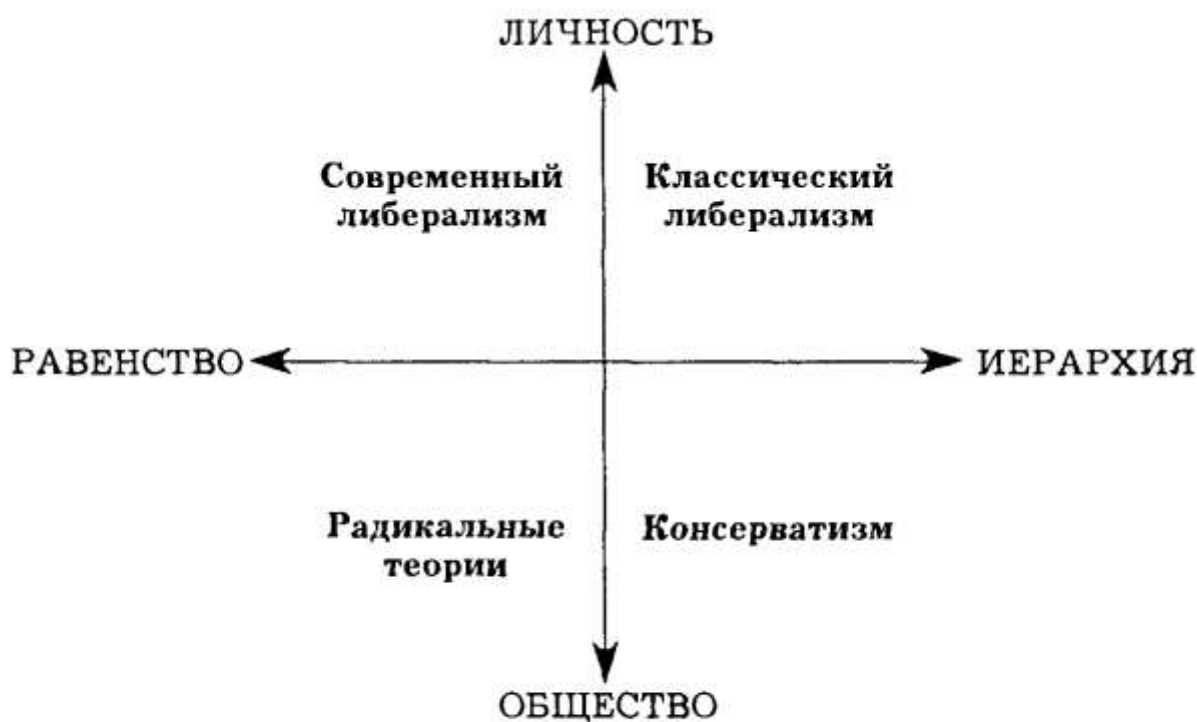 ЛИЧНОСТЬ
Современный
либерализм
Классический
либерализм
РАВЕНСТВО
ИЕРАРХИЯ
Радикальные
теории
Консерватизм
ОБЩЕСТВО